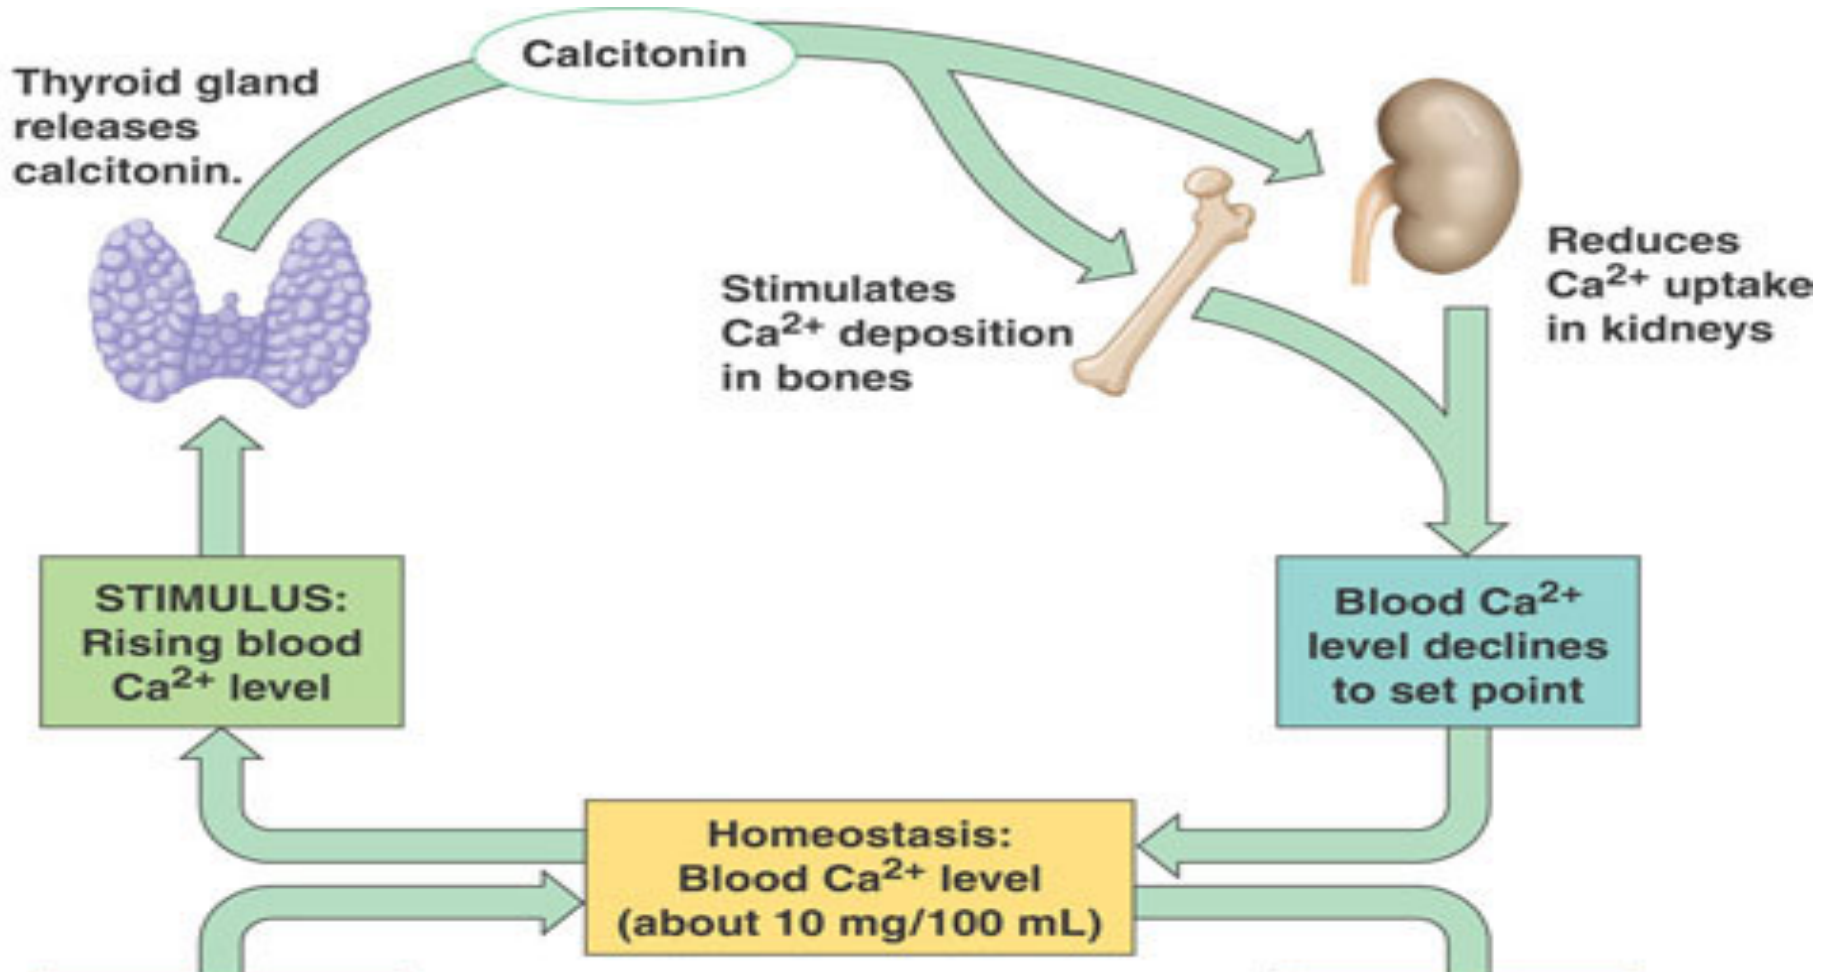 Calcitonin
Thyroid gland
releases
calcitonin.
Stimulates
Ca²⁺ deposition
in bones
Reduces
Ca²⁺ uptake
in kidneys
STIMULUS:
Rising blood
Ca²⁺ level
Blood Ca²⁺
level declines
to set point
Homeostasis:
Blood Ca²⁺ level
(about 10 mg/100 mL)